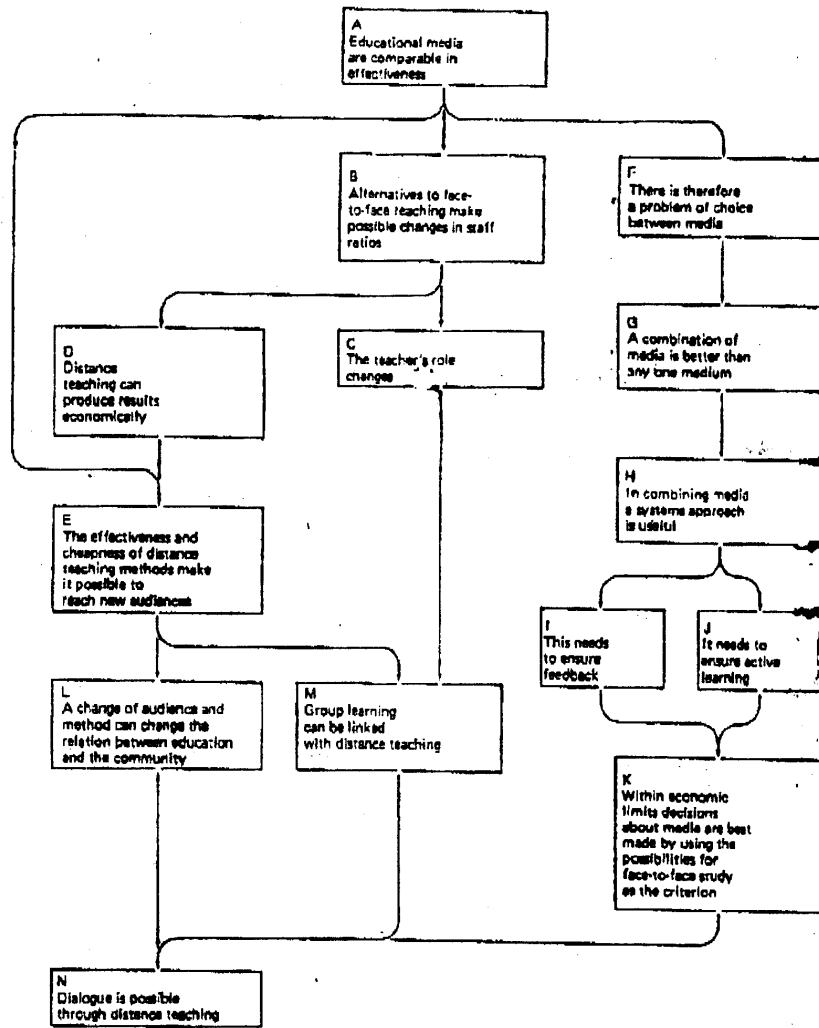 A
Educational media
are comparable in
effectiveness
B
Alternatives to face-
to-face teaching make
possible changes in staff
ratios
F
There is therefore
a problem of choice
between media
D
Distance
teaching can
produce results
economically
C
The teacher's role
changes
G
A combination of
media is better than
any one medium
H
In combining media
a systems approach
is useful
E
The effectiveness and
cheapness of distance
teaching methods make
it possible to
reach new audiences
I
This needs
to ensure
feedback
J
It needs to
ensure active
learning
L
A change of audience and
method can change the
relation between education
and the community
M
Group learning
can be linked
with distance teaching
K
Within economic
limits decisions
about media are best
made by using the
possibilities for
face-to-face study
as the criterion
N
Dialogue is possible
through distance teaching